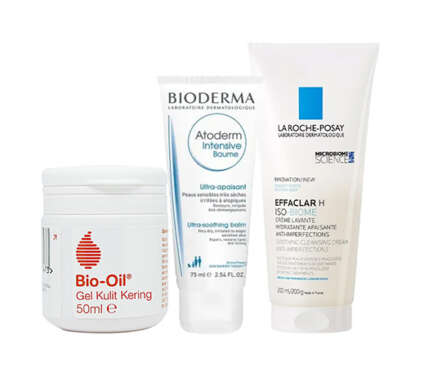 Bio-Oil®
Gel Kulit Kering
50ml e
BIODERMA
LABORATOIRE DERMATOLOGIQUE
Atoderm
Intensive
Baume
Ultra-apaisant
Peaux sensibles très sèches
irritées à atopiques
Ultra-soothing balm
75 ml e 2.54 FL.OZ.
LA ROCHE-POSAY
LABORATOIRE DERMATOLOGIQUE
MICROBIOME
SCIENCE
EFFACLAR H
ISO-BIOME
CRÈME LAVANTE
HYDRATANTE APAISANTE
ANTI-IMPERFECTIONS
SOOTHING CLEANSING CREAM
ANTI-IMPERFECTIONS